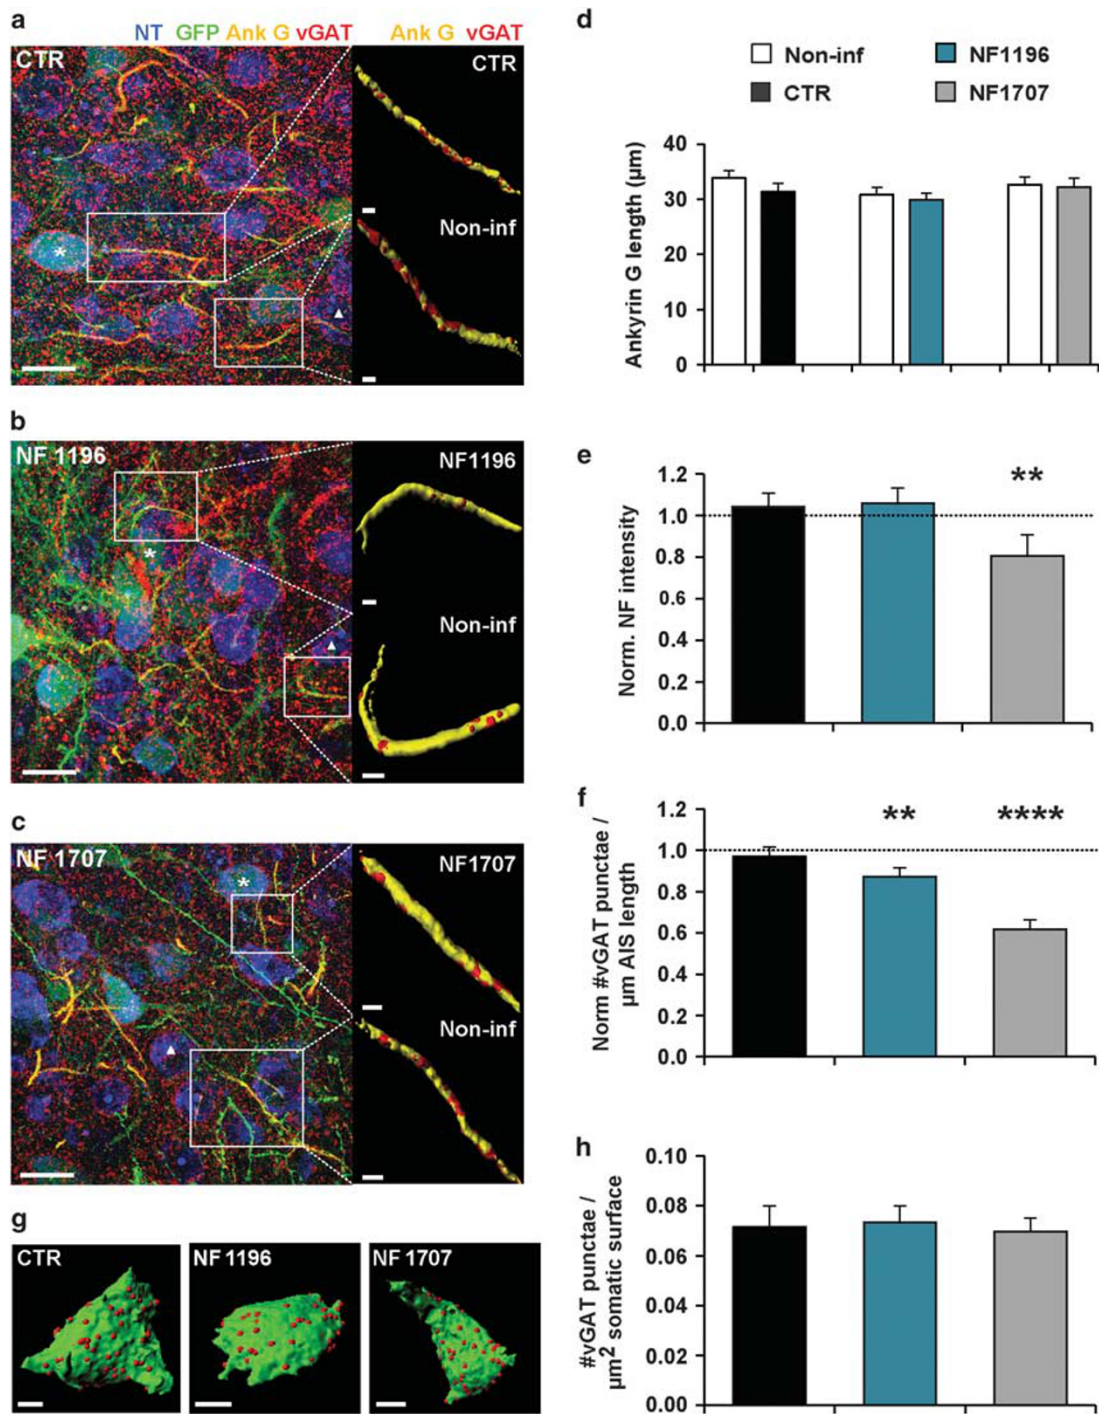 a
NT GFP Ank G vGAT
Ank G vGAT
CTR
CTR
Non-inf
b
NF 1196
NF1196
Non-inf
c
NF 1707
NF1707
Non-inf
g
CTR
NF 1196
NF 1707
d
Non-inf
NF1196
CTR
NF1707
Ankyrin G length (µm)
40
30
20
10
0
e
Norm. NF intensity
1.2
1.0
0.8
0.6
0.4
0.2
0.0
**
f
Norm #vGAT punctae /
µm AIS length
1.2
1.0
0.8
0.6
0.4
0.2
0.0
**
****
h
#vGAT punctae /
µm² somatic surface
0.10
0.08
0.06
0.04
0.02
0.00